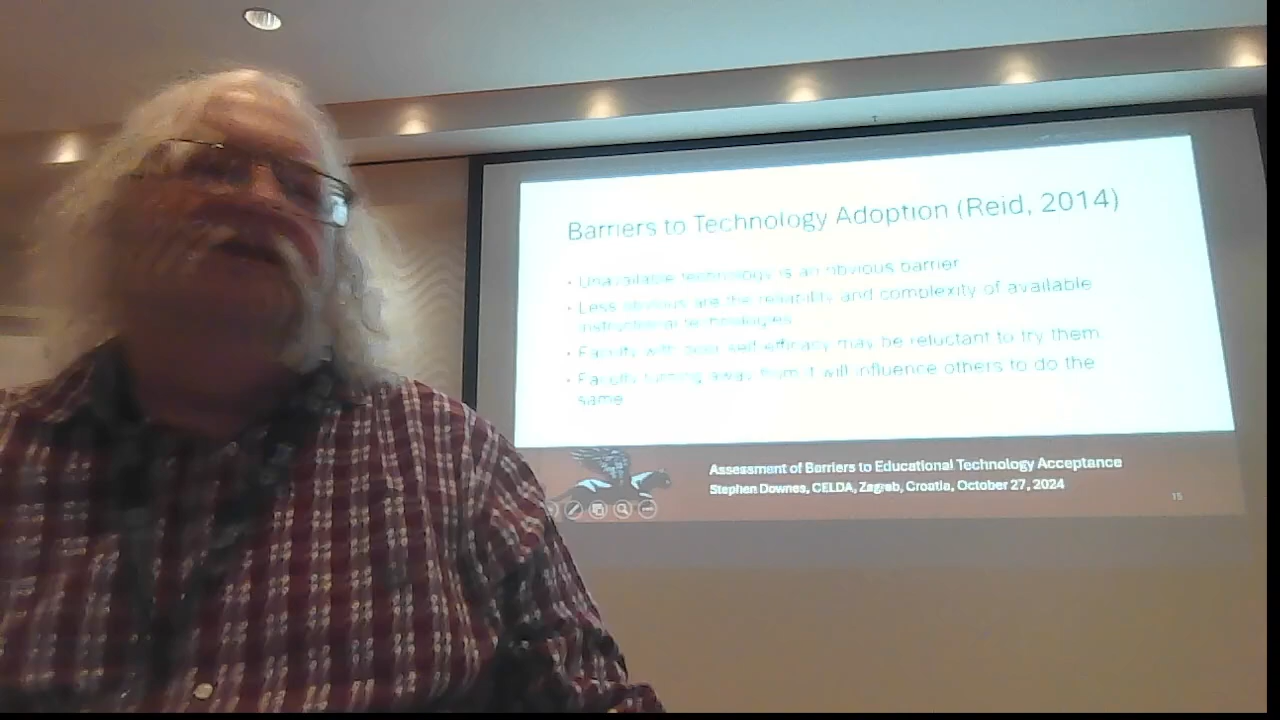 Barriers to Technology Adoption (Reid, 2014)
• Unavailable technology is an obvious barrier
• Less obvious are the reliability and complexity of available
instructional technologies
• Faculty with poor self efficacy may be reluctant to try them
• Faculty turning away from it will influence others to do the
same
Assessment of Barriers to Educational Technology Acceptance
Stephen Downes, CELDA, Zagreb, Croatia, October 27, 2024
15